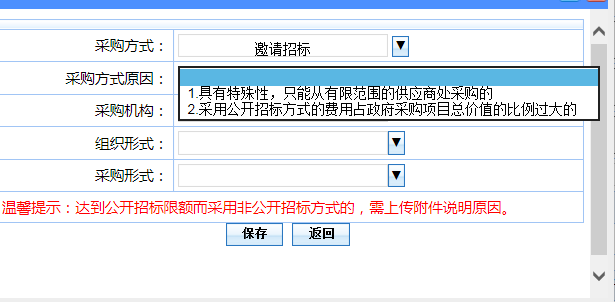 采购方式： 邀请招标
采购方式原因：
1.具有特殊性，只能从有限范围的供应商处采购的
采购机构： 2.采用公开招标方式的费用占政府采购项目总价值的比例过大的
组织形式：
采购形式：
温馨提示：达到公开招标限额而采用非公开招标方式的，需上传附件说明原因。
保存 返回